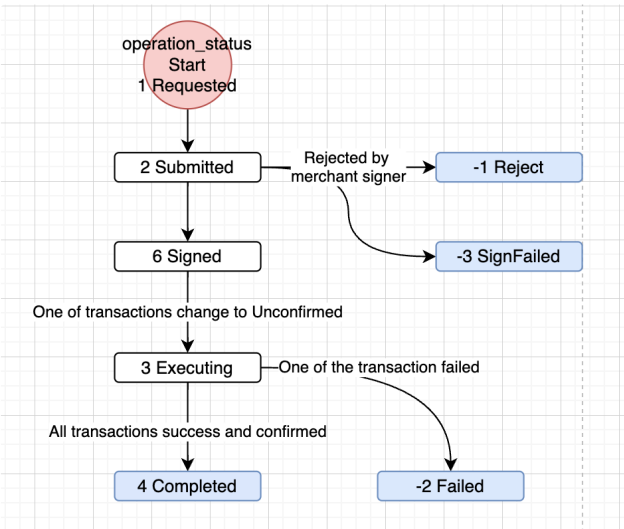 operation_status
Start
1 Requested
2 Submitted
Rejected by
merchant signer
-1 Reject
6 Signed
-3 SignFailed
One of transactions change to Unconfirmed
3 Executing
One of the transaction failed
All transactions success and confirmed
4 Completed
-2 Failed